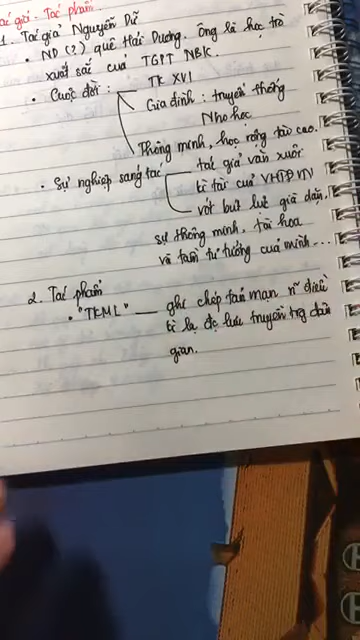 Tác giả - Tác phẩm
1. Tác giả Nguyễn Dữ
• ND (?) quê Hải Dương. Ông là học trò
xuất sắc của TGPT NBK.
• Cuộc đời: TK XVI
Gia đình: truyền thống
Nho học
Thông minh, học rộng tài cao.
• Sự nghiệp sáng tác tác giả văn xuôi
kì tài của VHTĐVN
với bút lực già dặn,
sự thông minh, tài hoa
và tầm tư tưởng của mình...
2. Tác phẩm
• "TKML" — ghi chép tản mạn n~ điều
kì lạ đc lưu truyền trg dân
gian.